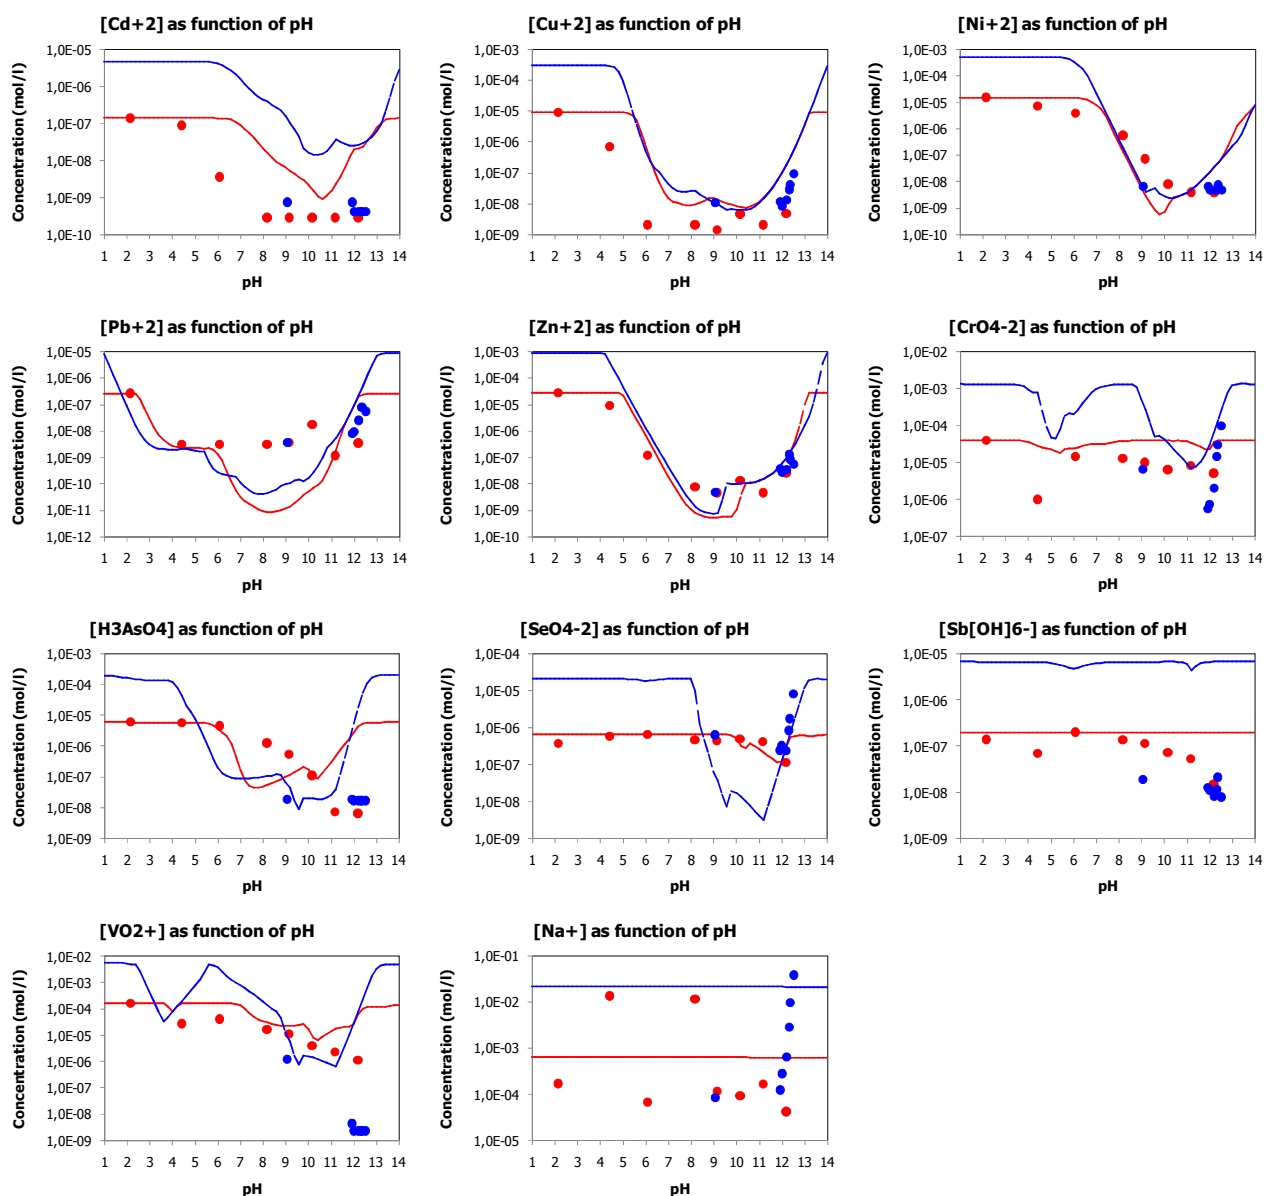 [Cd+2] as function of pH
Concentration (mol/l)
1,0E-05
1,0E-06
1,0E-07
1,0E-08
1,0E-09
1,0E-10
1 2 3 4 5 6 7 8 9 10 11 12 13 14
pH
[Cu+2] as function of pH
Concentration (mol/l)
1,0E-03
1,0E-04
1,0E-05
1,0E-06
1,0E-07
1,0E-08
1,0E-09
1 2 3 4 5 6 7 8 9 10 11 12 13 14
pH
[Ni+2] as function of pH
Concentration (mol/l)
1,0E-03
1,0E-04
1,0E-05
1,0E-06
1,0E-07
1,0E-08
1,0E-09
1,0E-10
1 2 3 4 5 6 7 8 9 10 11 12 13 14
pH
[Pb+2] as function of pH
Concentration (mol/l)
1,0E-05
1,0E-06
1,0E-07
1,0E-08
1,0E-09
1,0E-10
1,0E-11
1,0E-12
1 2 3 4 5 6 7 8 9 10 11 12 13 14
pH
[Zn+2] as function of pH
Concentration (mol/l)
1,0E-03
1,0E-04
1,0E-05
1,0E-06
1,0E-07
1,0E-08
1,0E-09
1,0E-10
1 2 3 4 5 6 7 8 9 10 11 12 13 14
pH
[CrO4-2] as function of pH
Concentration (mol/l)
1,0E-02
1,0E-03
1,0E-04
1,0E-05
1,0E-06
1,0E-07
1 2 3 4 5 6 7 8 9 10 11 12 13 14
pH
[H3AsO4] as function of pH
Concentration (mol/l)
1,0E-03
1,0E-04
1,0E-05
1,0E-06
1,0E-07
1,0E-08
1,0E-09
1 2 3 4 5 6 7 8 9 10 11 12 13 14
pH
[SeO4-2] as function of pH
Concentration (mol/l)
1,0E-04
1,0E-05
1,0E-06
1,0E-07
1,0E-08
1,0E-09
1 2 3 4 5 6 7 8 9 10 11 12 13 14
pH
[Sb[OH]6-] as function of pH
Concentration (mol/l)
1,0E-05
1,0E-06
1,0E-07
1,0E-08
1,0E-09
1 2 3 4 5 6 7 8 9 10 11 12 13 14
pH
[VO2+] as function of pH
Concentration (mol/l)
1,0E-02
1,0E-03
1,0E-04
1,0E-05
1,0E-06
1,0E-07
1,0E-08
1,0E-09
1 2 3 4 5 6 7 8 9 10 11 12 13 14
pH
[Na+] as function of pH
Concentration (mol/l)
1,0E-01
1,0E-02
1,0E-03
1,0E-04
1,0E-05
1 2 3 4 5 6 7 8 9 10 11 12 13 14
pH